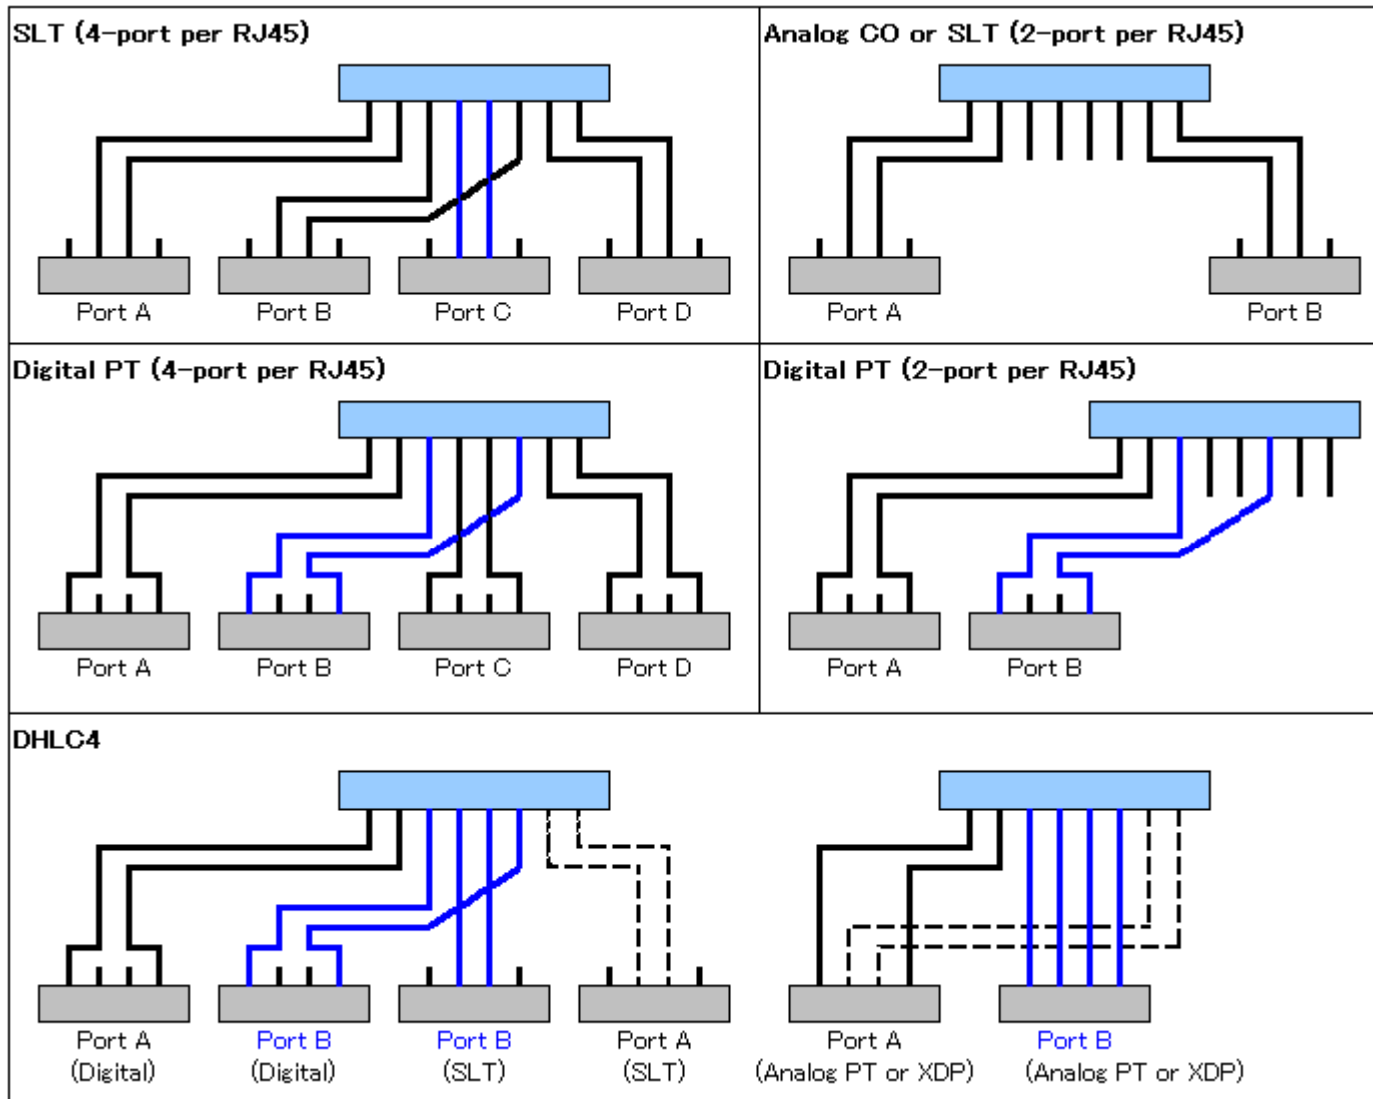 SLT (4-port per RJ45)
Analog CO or SLT (2-port per RJ45)
Port A
Port B
Port C
Port D
Port A
Port B
Digital PT (4-port per RJ45)
Digital PT (2-port per RJ45)
Port A
Port B
Port C
Port D
Port A
Port B
DHLC4
Port A
(Digital)
Port B
(Digital)
Port B
(SLT)
Port A
(SLT)
Port A
(Analog PT or XDP)
Port B
(Analog PT or XDP)